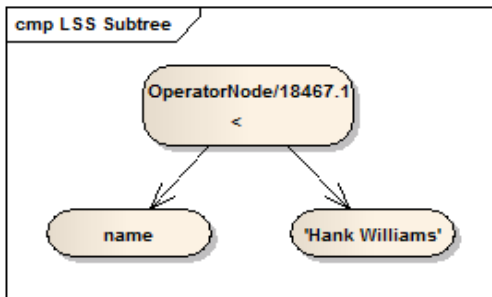 cmp LSS Subtree
OperatorNode/18467.1
<
name
'Hank Williams'